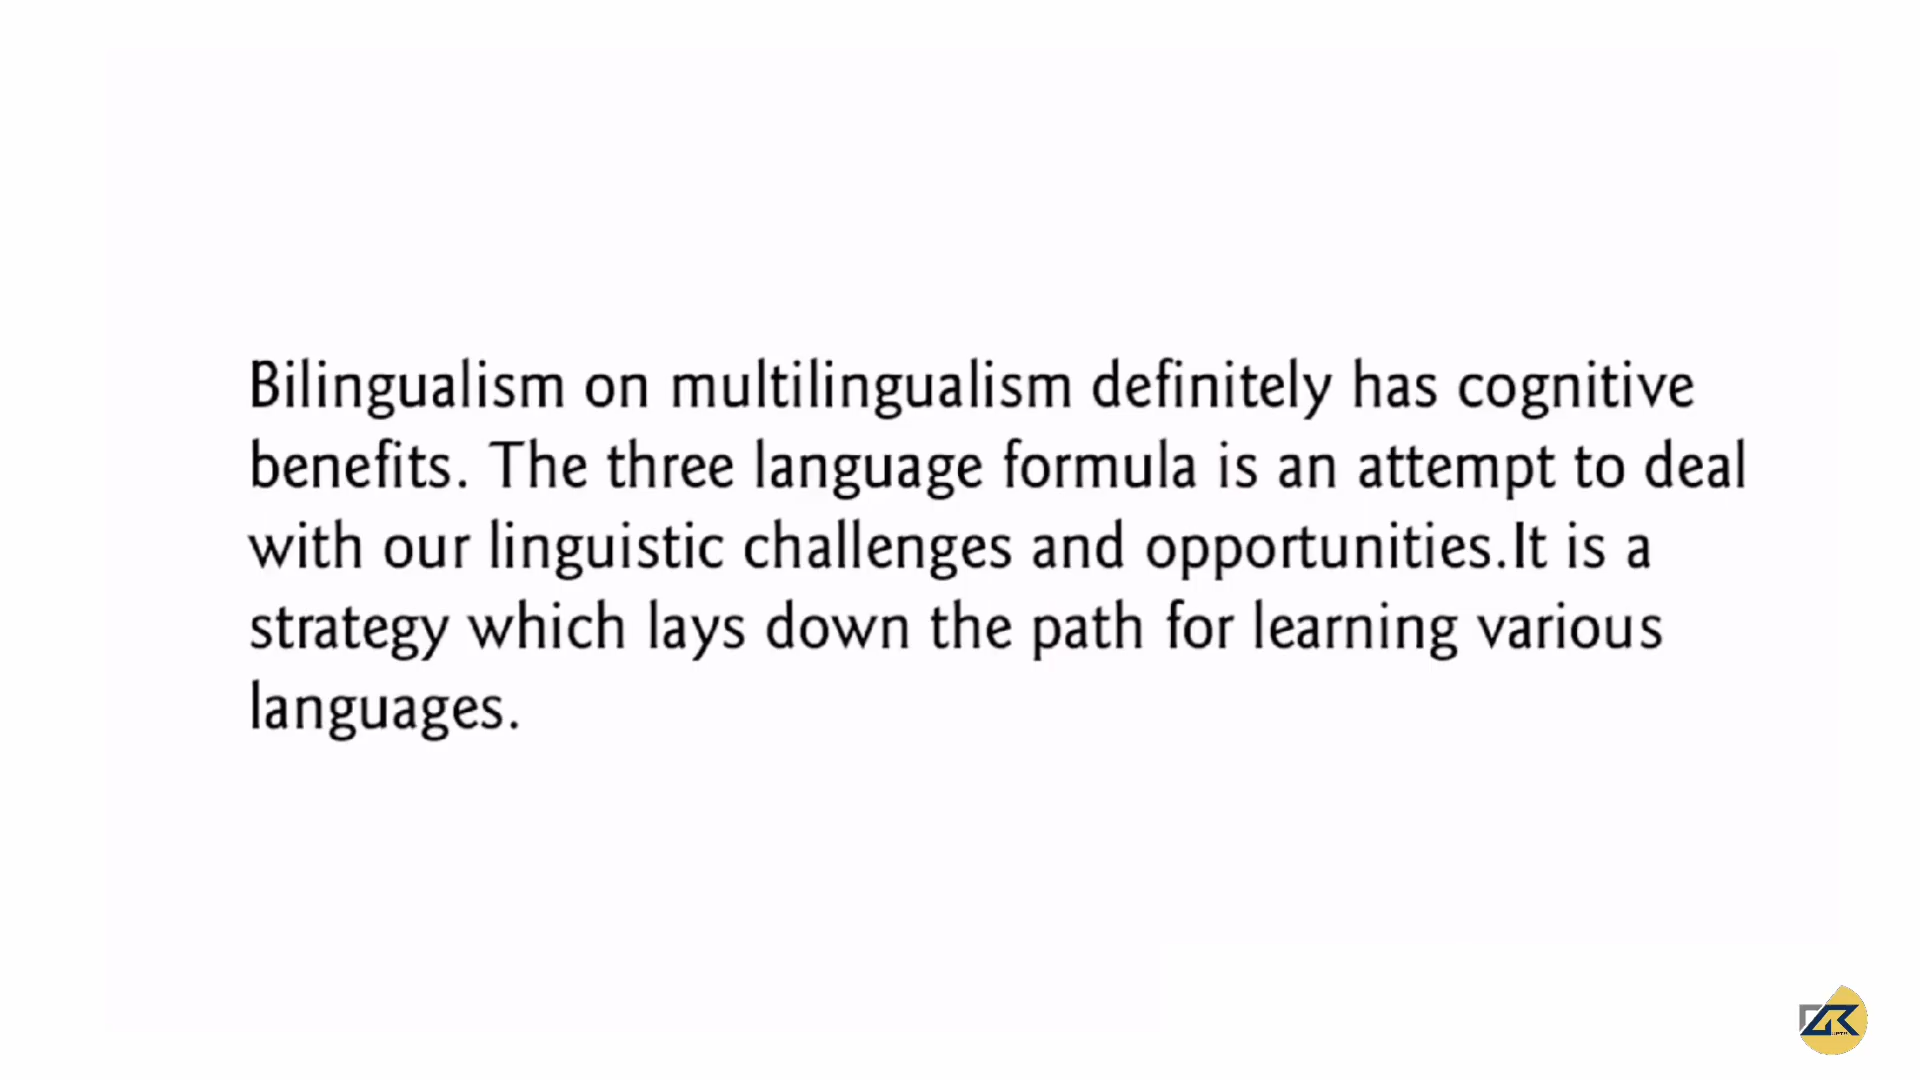 Bilingualism on multilingualism definitely has cognitive
benefits. The three language formula is an attempt to deal
with our linguistic challenges and opportunities.It is a
strategy which lays down the path for learning various
languages.